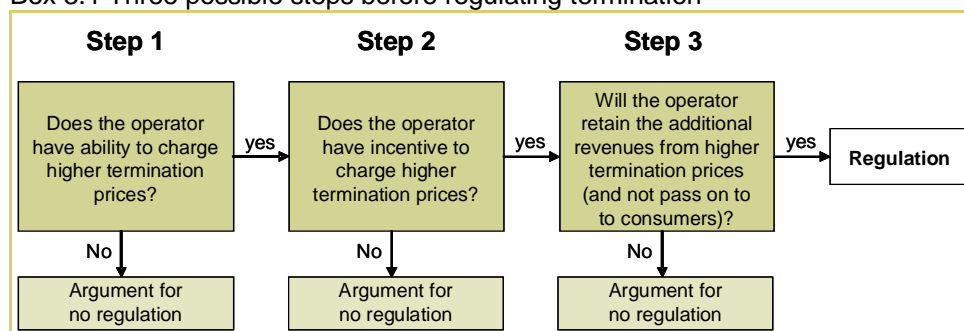 Box 3.1 Three possible steps before regulating termination
Step 1
Step 2
Step 3
Does the operator
have ability to charge
higher termination
prices?
yes
Does the operator
have incentive to
charge higher
termination prices?
yes
Will the operator
retain the additional
revenues from higher
termination prices
(and not pass on to
to consumers)?
yes
Regulation
No
No
No
Argument for
no regulation
Argument for
no regulation
Argument for
no regulation